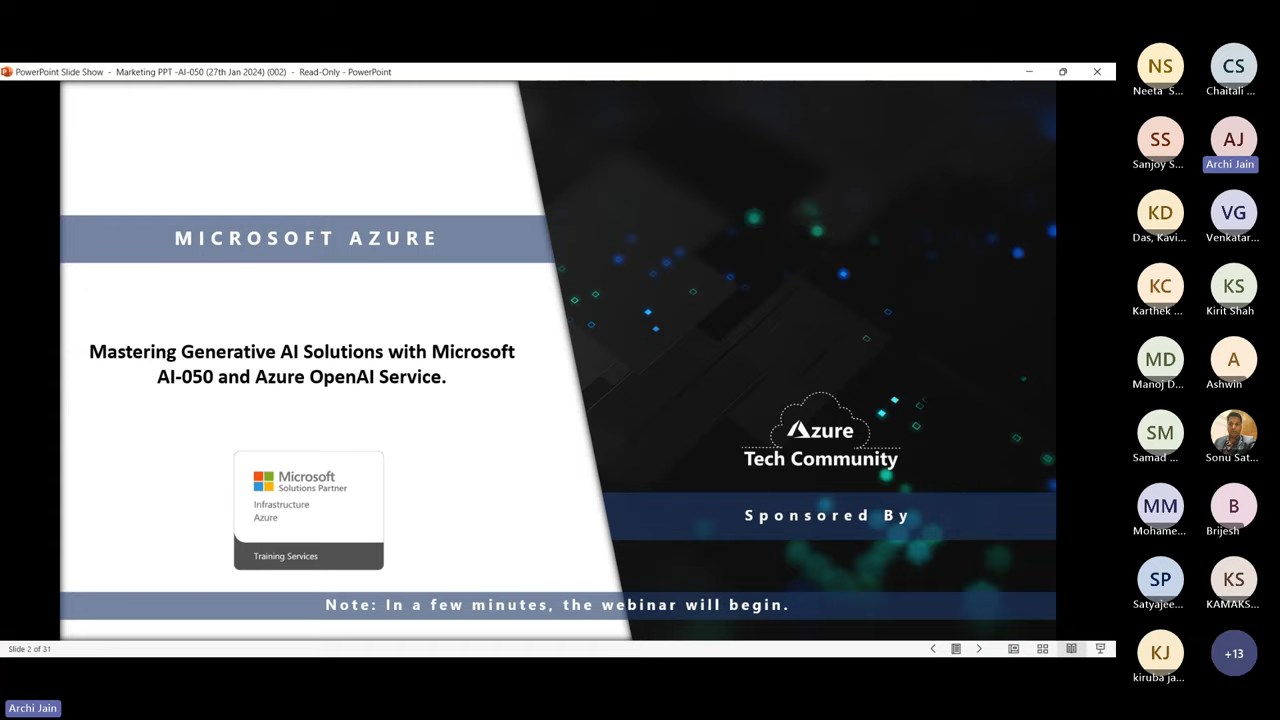 PowerPoint Slide Show - Marketing PPT -AI-050 (27th Jan 2024) (002) - Read-Only - PowerPoint
MICROSOFT AZURE
Mastering Generative AI Solutions with Microsoft
AI-050 and Azure OpenAI Service.
Microsoft
Solutions Partner
Infrastructure
Azure
Training Services
Azure
Tech Community
Sponsored By
Note: In a few minutes, the webinar will begin.
Slide 2 of 31
Archi Jain
NS
Neeta S...
CS
Chaitali ...
SS
Sanjoy S...
AJ
Archi Jain
KD
Das, Kavi...
VG
Venkatar...
KC
Karthek ...
KS
Kirit Shah
MD
Manoj D...
A
Ashwin
SM
Samad ...
Sonu Sat...
MM
Mohame...
B
Brijesh
SP
Satyajee...
KS
KAMAKS...
KJ
kiruba ja...
+13